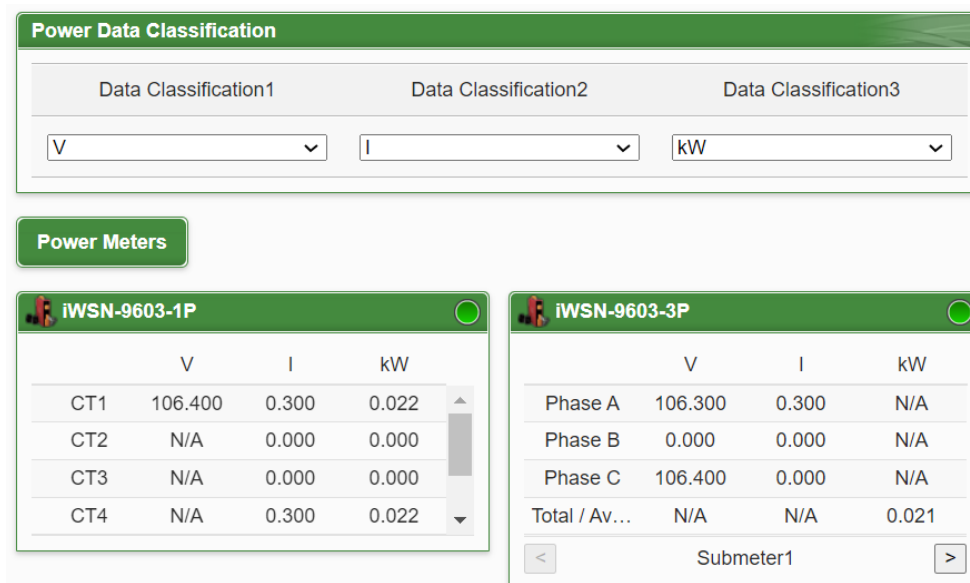 Power Data Classification
Data Classification1 Data Classification2 Data Classification3
V I kW
Power Meters
iWSN-9603-1P
V I kW
CT1 106.400 0.300 0.022
CT2 N/A 0.000 0.000
CT3 N/A 0.000 0.000
CT4 N/A 0.300 0.022
iWSN-9603-3P
V I kW
Phase A 106.300 0.300 N/A
Phase B 0.000 0.000 N/A
Phase C 106.400 0.000 N/A
Total / Av... N/A N/A 0.021
< Submeter1 >